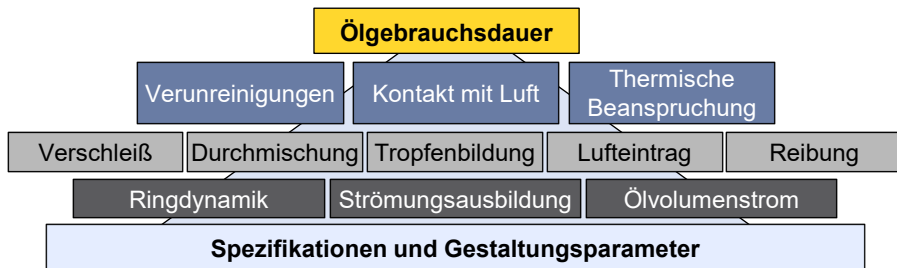 Ölgebrauchsdauer
Verunreinigungen
Kontakt mit Luft
Thermische
Beanspruchung
Verschleiß
Durchmischung
Tropfenbildung
Lufteintrag
Reibung
Ringdynamik
Strömungsausbildung
Ölvolumenstrom
Spezifikationen und Gestaltungsparameter